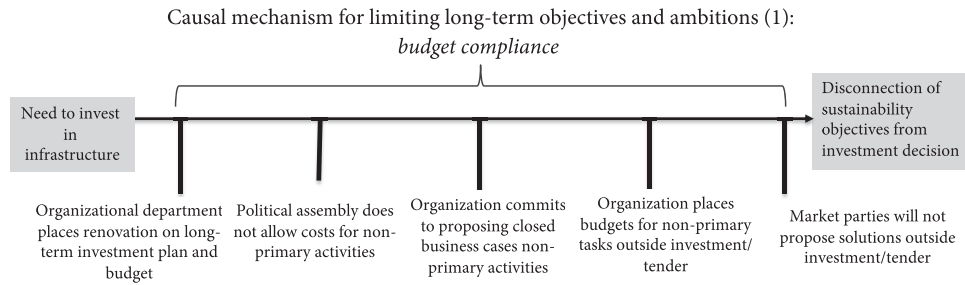 Causal mechanism for limiting long-term objectives and ambitions (1):
budget compliance
Need to invest
in
infrastructure
Disconnection of
sustainability
objectives from
investment decision
Organizational department
places renovation on long-
term investment plan and
budget
Political assembly does
not allow costs for non-
primary activities
Organization commits
to proposing closed
business cases non-
primary activities
Organization places
budgets for non-primary
tasks outside investment/
tender
Market parties will not
propose solutions outside
investment/tender